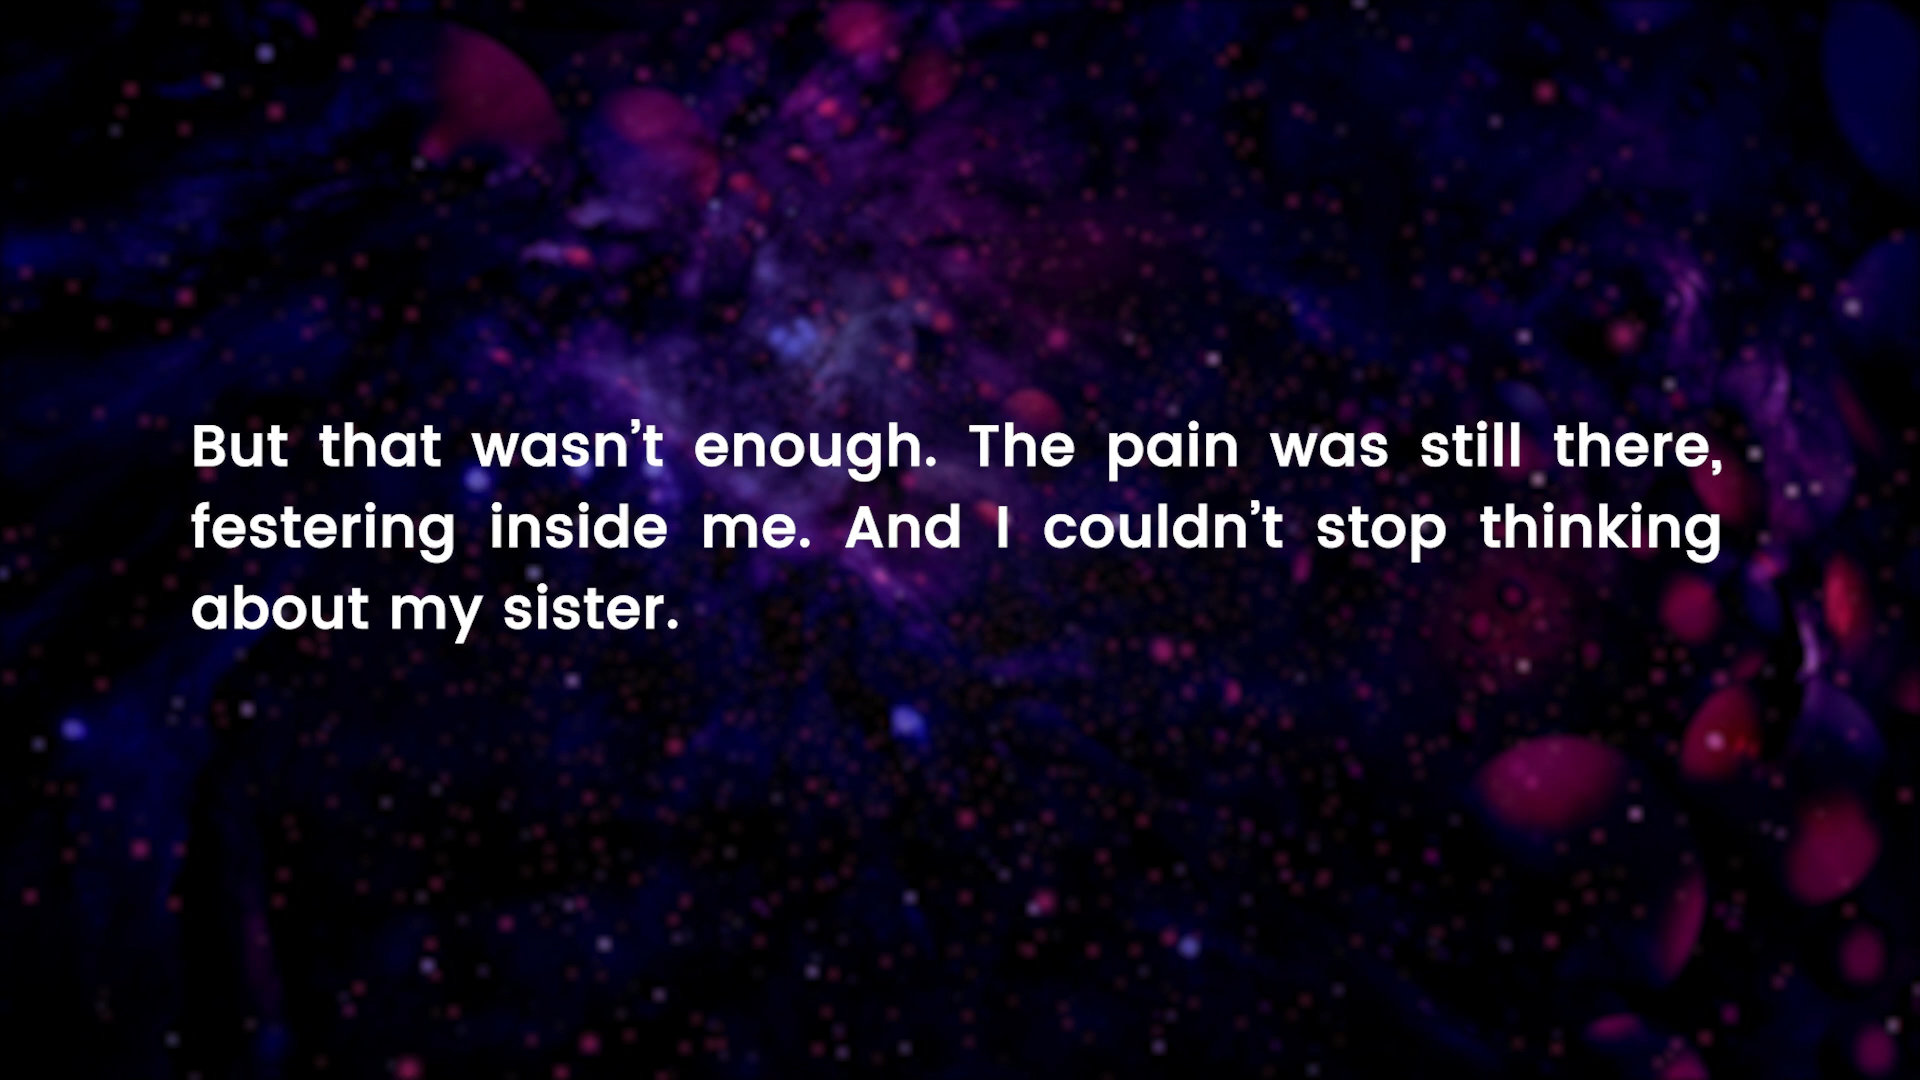 But that wasn’t enough. The pain was still there,
festering inside me. And I couldn’t stop thinking
about my sister.